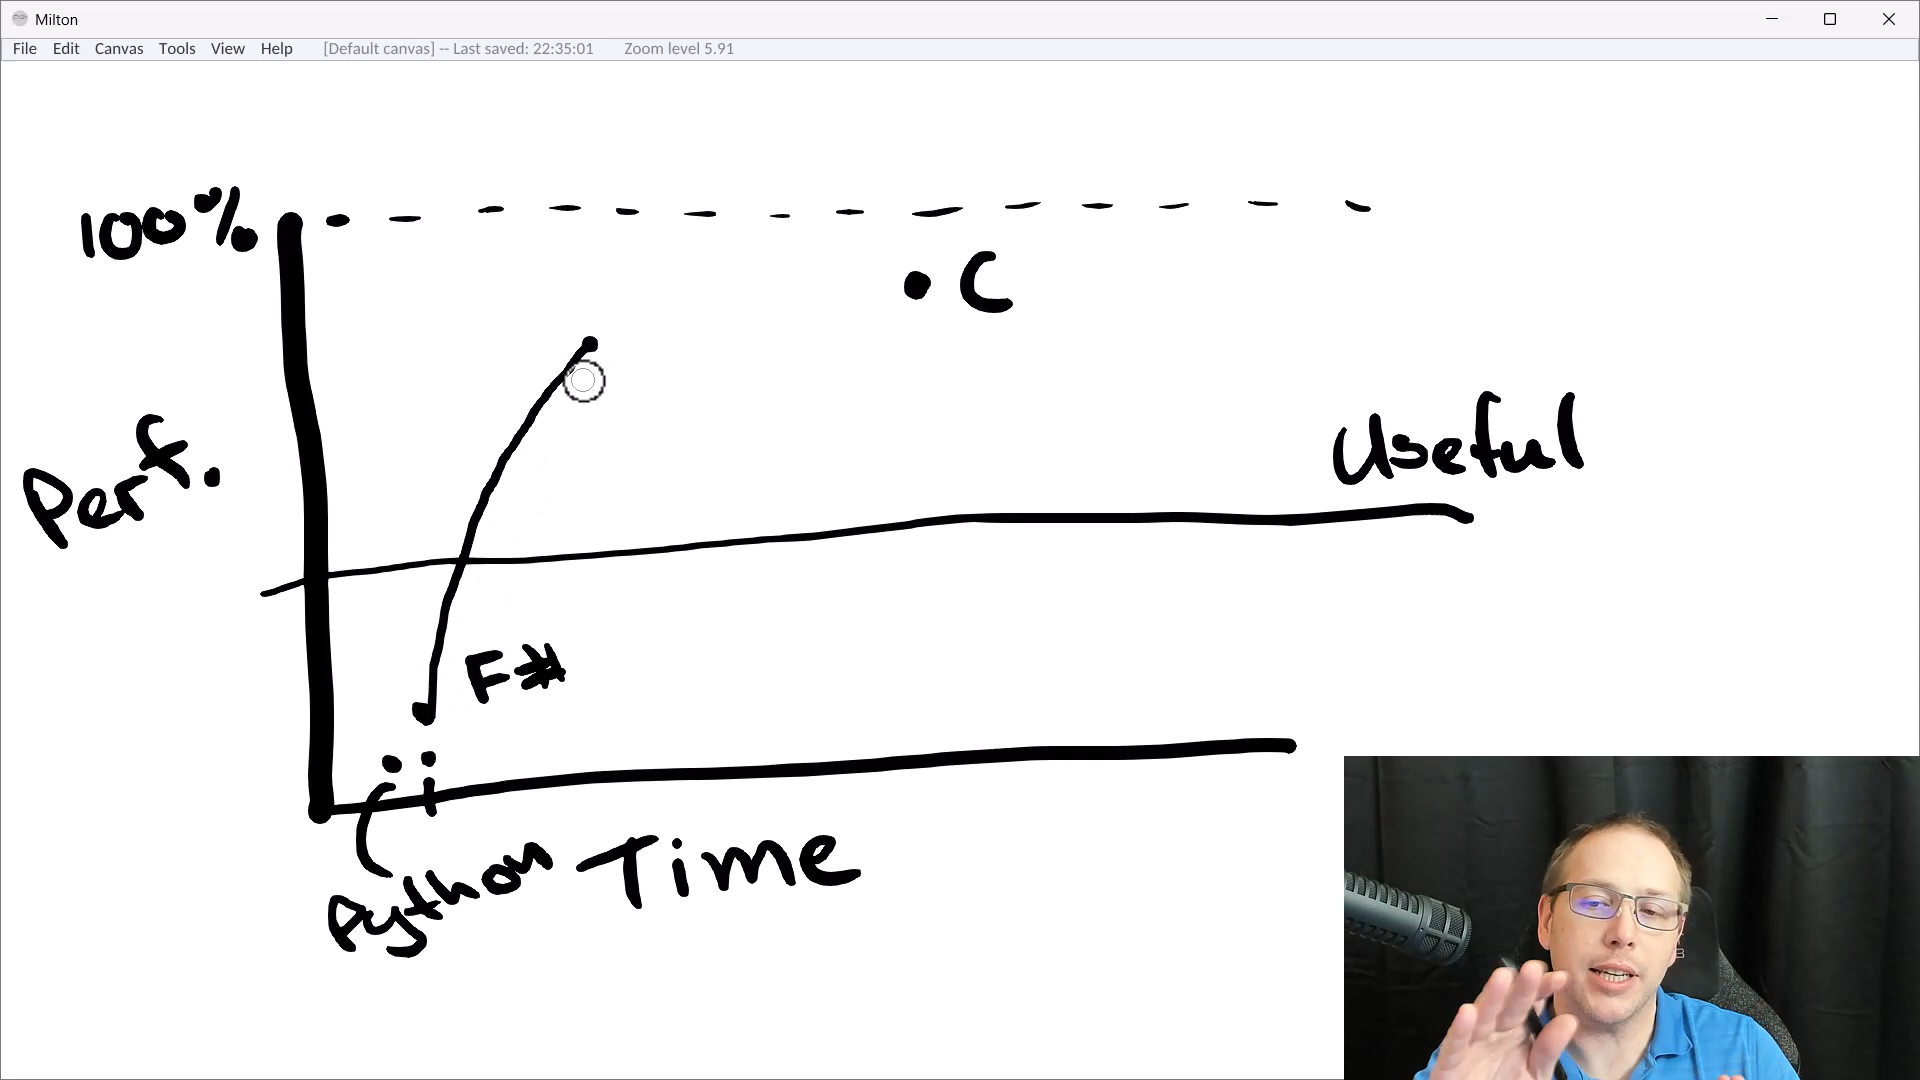 Milton
File Edit Canvas Tools View Help [Default canvas] -- Last saved: 22:35:01 Zoom level 5.91
100%
C
Perf.
Useful
F#
Python
Time